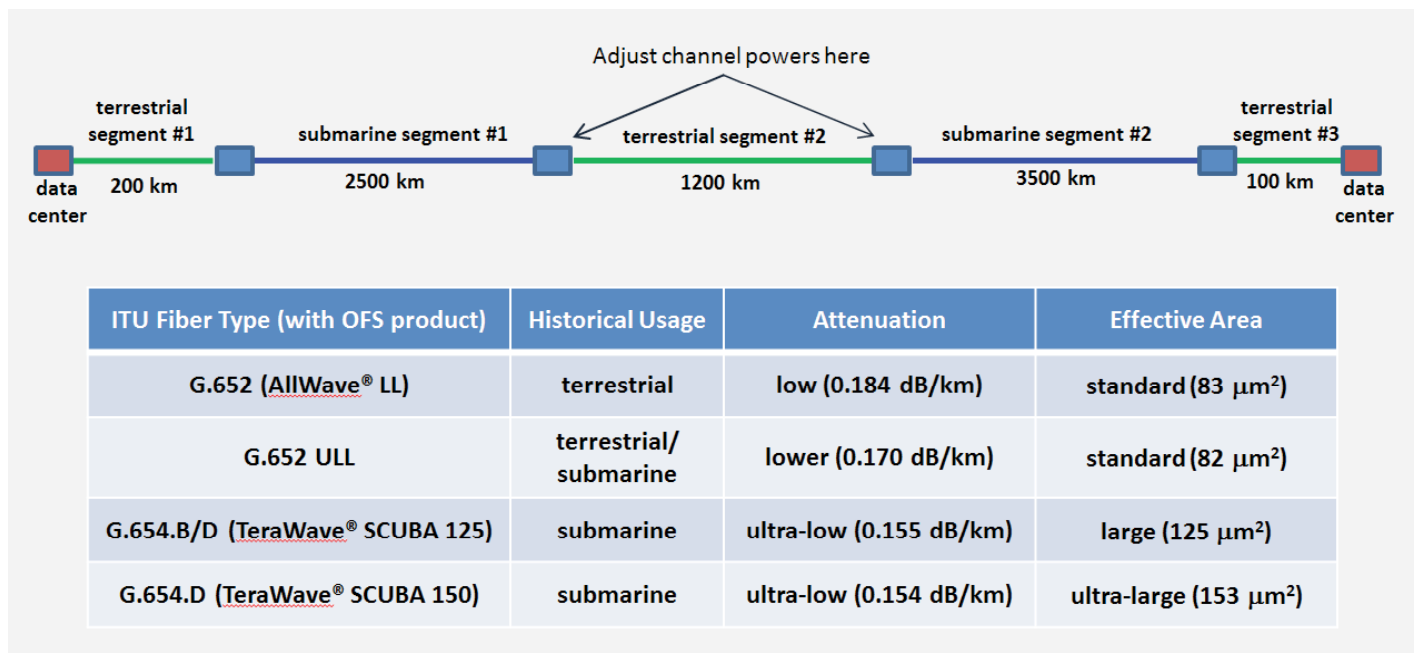 Adjust channel powers here
terrestrial
segment #1
submarine segment #1
terrestrial segment #2
submarine segment #2
terrestrial
segment #3
data
center
200 km
2500 km
1200 km
3500 km
100 km
data
center
ITU Fiber Type (with OFS product) Historical Usage Attenuation Effective Area
G.652 (AllWave® LL) terrestrial low (0.184 dB/km) standard (83 µm²)
G.652 ULL terrestrial/
submarine lower (0.170 dB/km) standard (82 µm²)
G.654.B/D (TeraWave® SCUBA 125) submarine ultra-low (0.155 dB/km) large (125 µm²)
G.654.D (TeraWave® SCUBA 150) submarine ultra-low (0.154 dB/km) ultra-large (153 µm²)